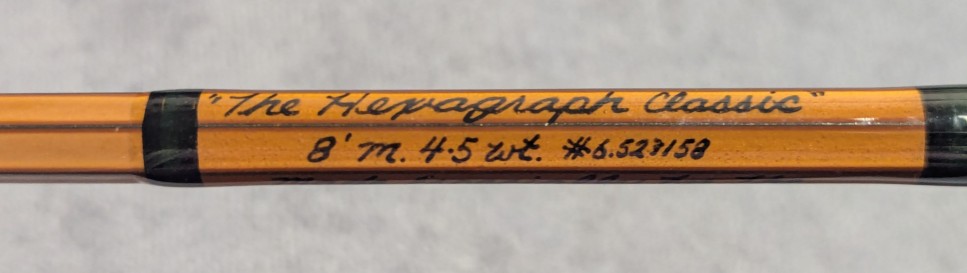 "The Hexagraph Classic"
8' m. 4-5 wt. #6.523158